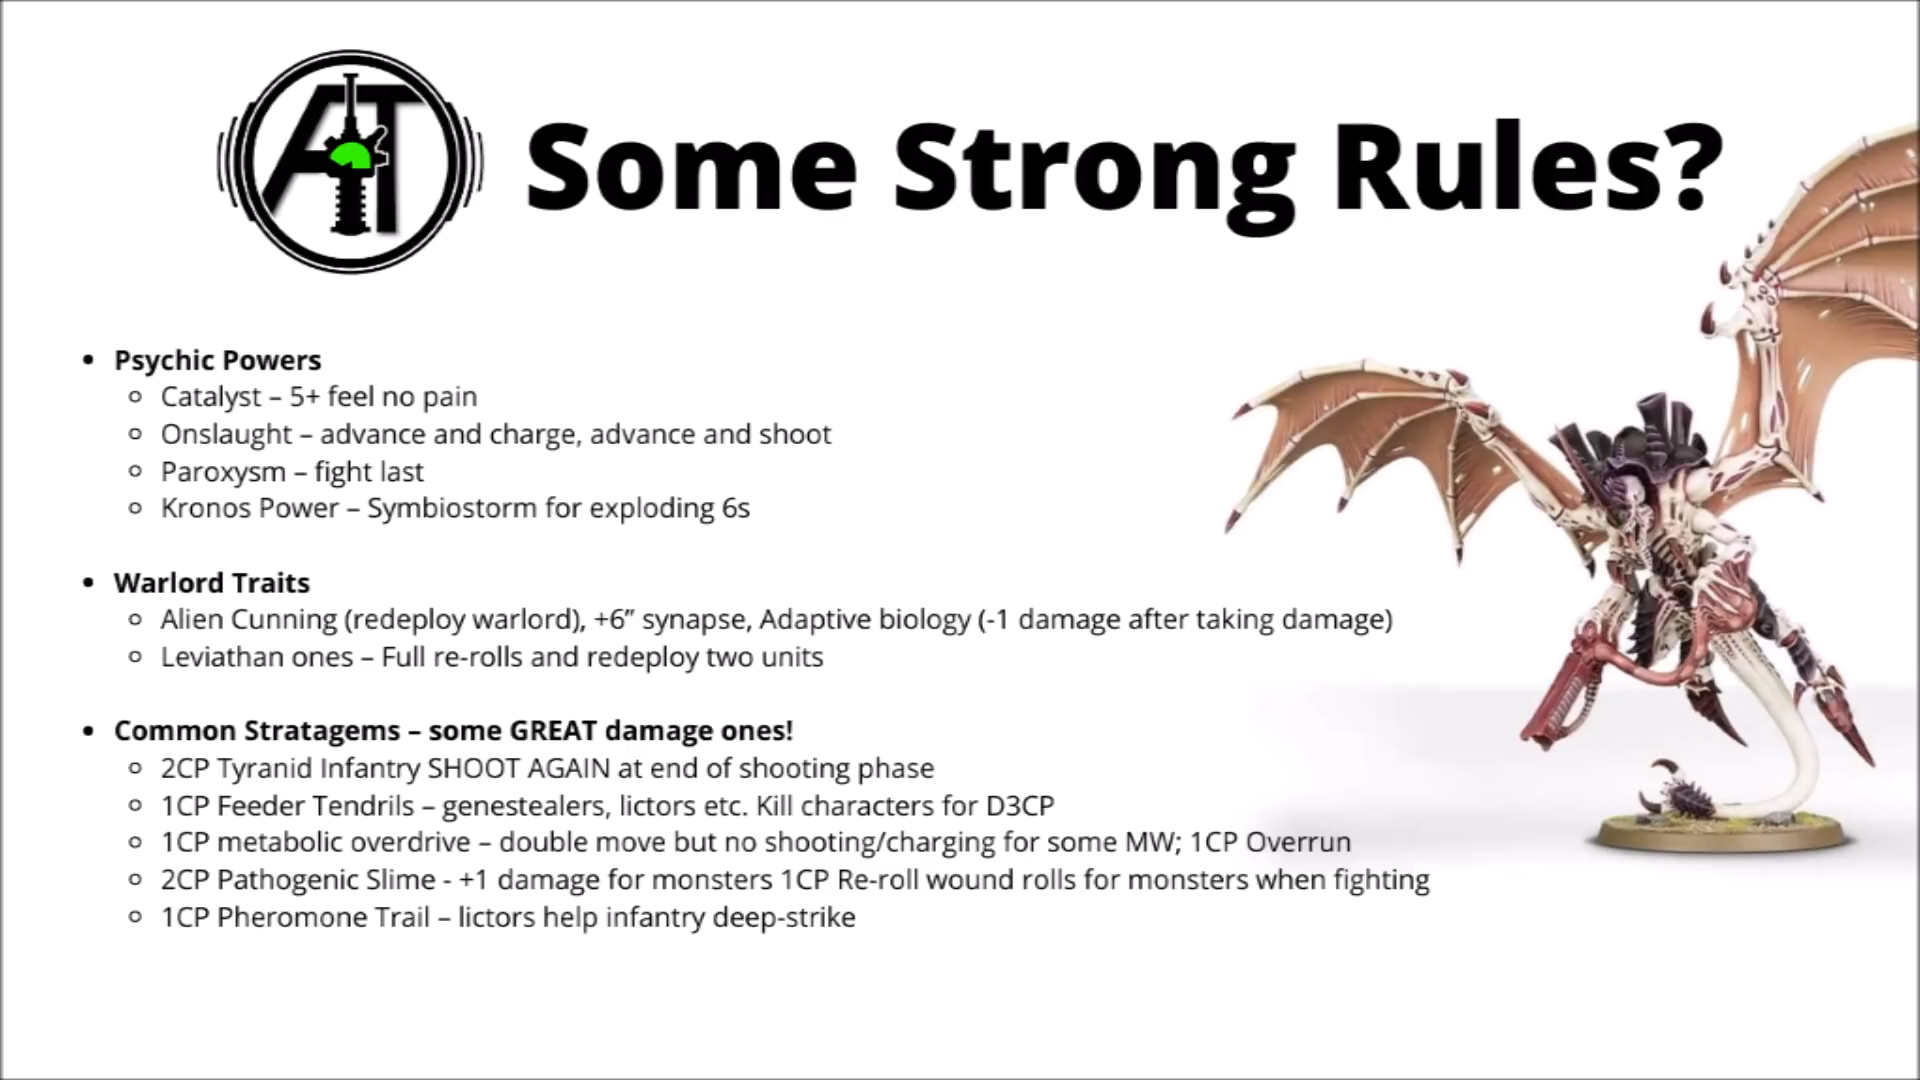 AT
Some Strong Rules?
• Psychic Powers
○ Catalyst – 5+ feel no pain
○ Onslaught – advance and charge, advance and shoot
○ Paroxysm – fight last
○ Kronos Power – Symbiostorm for exploding 6s
• Warlord Traits
○ Alien Cunning (redeploy warlord), +6” synapse, Adaptive biology (-1 damage after taking damage)
○ Leviathan ones – Full re-rolls and redeploy two units
• Common Stratagems – some GREAT damage ones!
○ 2CP Tyranid Infantry SHOOT AGAIN at end of shooting phase
○ 1CP Feeder Tendrils – genestealers, lictors etc. Kill characters for D3CP
○ 1CP metabolic overdrive – double move but no shooting/charging for some MW; 1CP Overrun
○ 2CP Pathogenic Slime - +1 damage for monsters 1CP Re-roll wound rolls for monsters when fighting
○ 1CP Pheromone Trail – lictors help infantry deep-strike